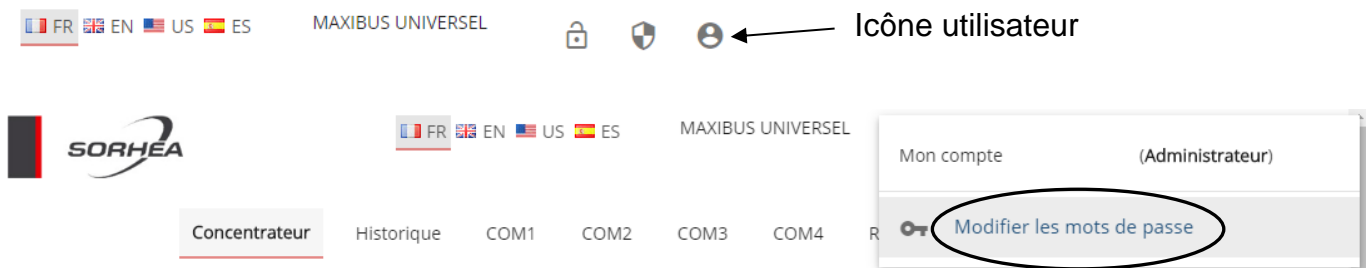 FR EN US ES MAXIBUS UNIVERSEL Icône utilisateur
SORHEA FR EN US ES MAXIBUS UNIVERSEL
Mon compte (Administrateur)
Concentrateur Historique COM1 COM2 COM3 COM4 R Modifier les mots de passe